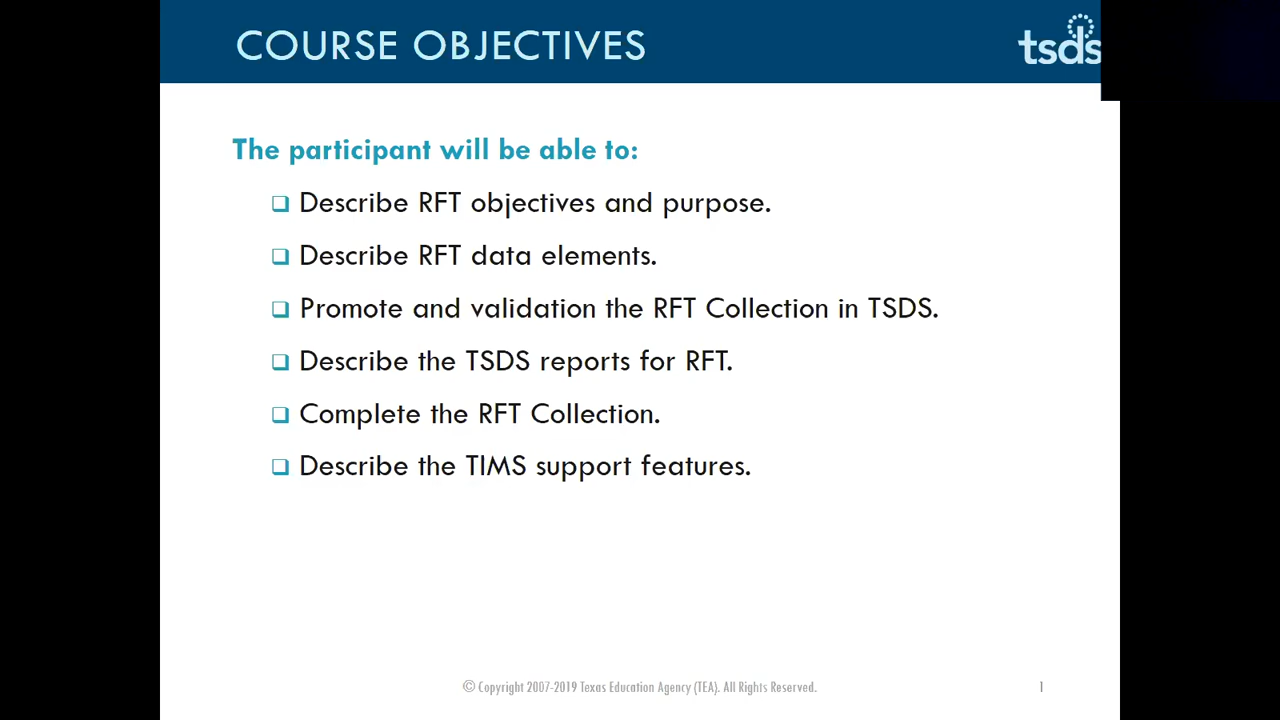 COURSE OBJECTIVES
tsds
The participant will be able to:
Describe RFT objectives and purpose.
Describe RFT data elements.
Promote and validation the RFT Collection in TSDS.
Describe the TSDS reports for RFT.
Complete the RFT Collection.
Describe the TIMS support features.
© Copyright 2007-2019 Texas Education Agency (TEA). All Rights Reserved.
1